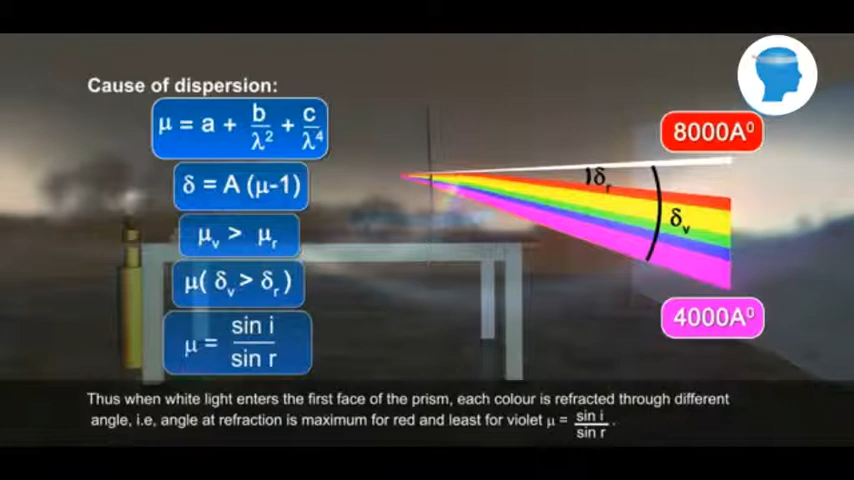 Cause of dispersion:
μ = a + b/λ² + c/λ⁴
δ = A (μ-1)
μᵥ > μᵣ
μ( δᵥ > δᵣ )
μ = sin i / sin r
8000A⁰
δᵣ
δᵥ
4000A⁰
Thus when white light enters the first face of the prism, each colour is refracted through different
angle, i.e, angle at refraction is maximum for red and least for violet μ = sin i / sin r .